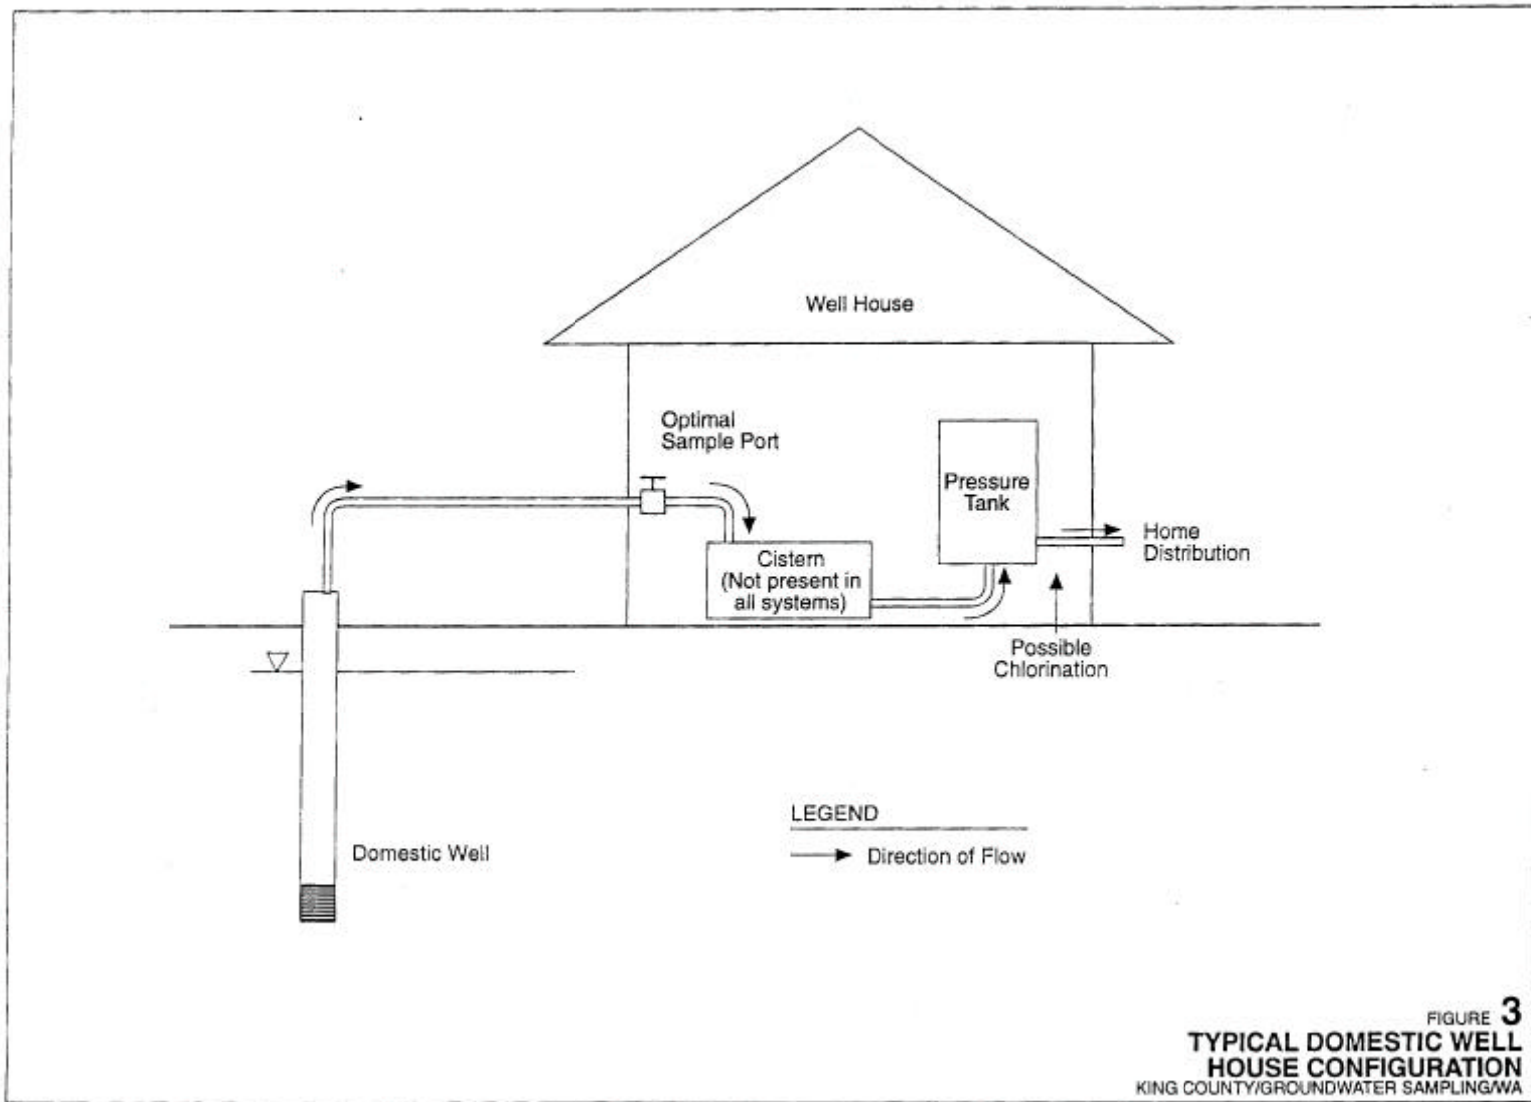 Well House
Optimal
Sample Port
Pressure
Tank
Home
Distribution
Cistern
(Not present in
all systems)
Possible
Chlorination
Domestic Well
LEGEND
Direction of Flow
FIGURE 3
TYPICAL DOMESTIC WELL
HOUSE CONFIGURATION
KING COUNTY/GROUNDWATER SAMPLING/WA